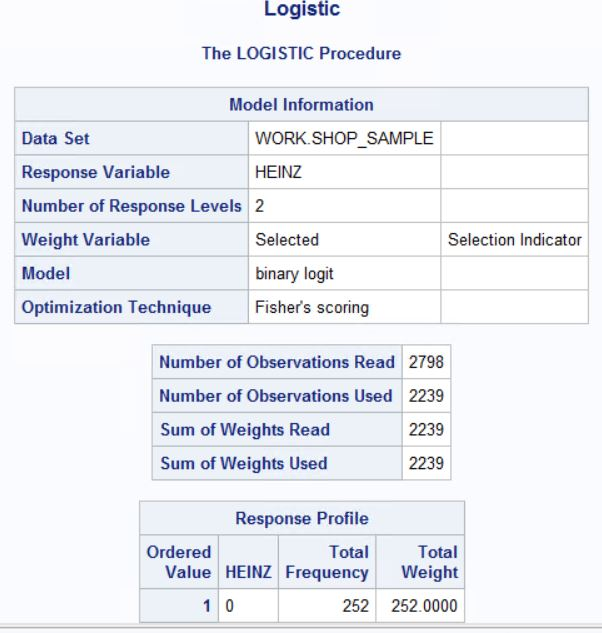 Logistic
The LOGISTIC Procedure
Model Information
Data Set WORK.SHOP_SAMPLE
Response Variable HEINZ
Number of Response Levels 2
Weight Variable Selected Selection Indicator
Model binary logit
Optimization Technique Fisher's scoring
Number of Observations Read 2798
Number of Observations Used 2239
Sum of Weights Read 2239
Sum of Weights Used 2239
Response Profile
Ordered Total Total
Value HEINZ Frequency Weight
1 0 252 252.0000